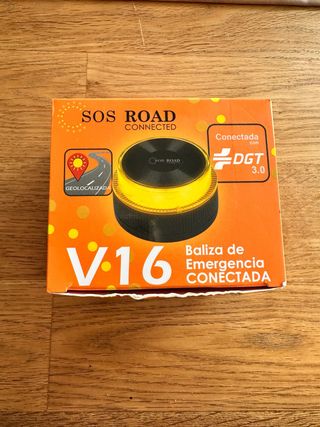 SOS ROAD
CONNECTED
Conectada
con
DGT
3.0
GEOLOCALIZADA
SOS ROAD
V16
Baliza de
Emergencia
CONECTADA